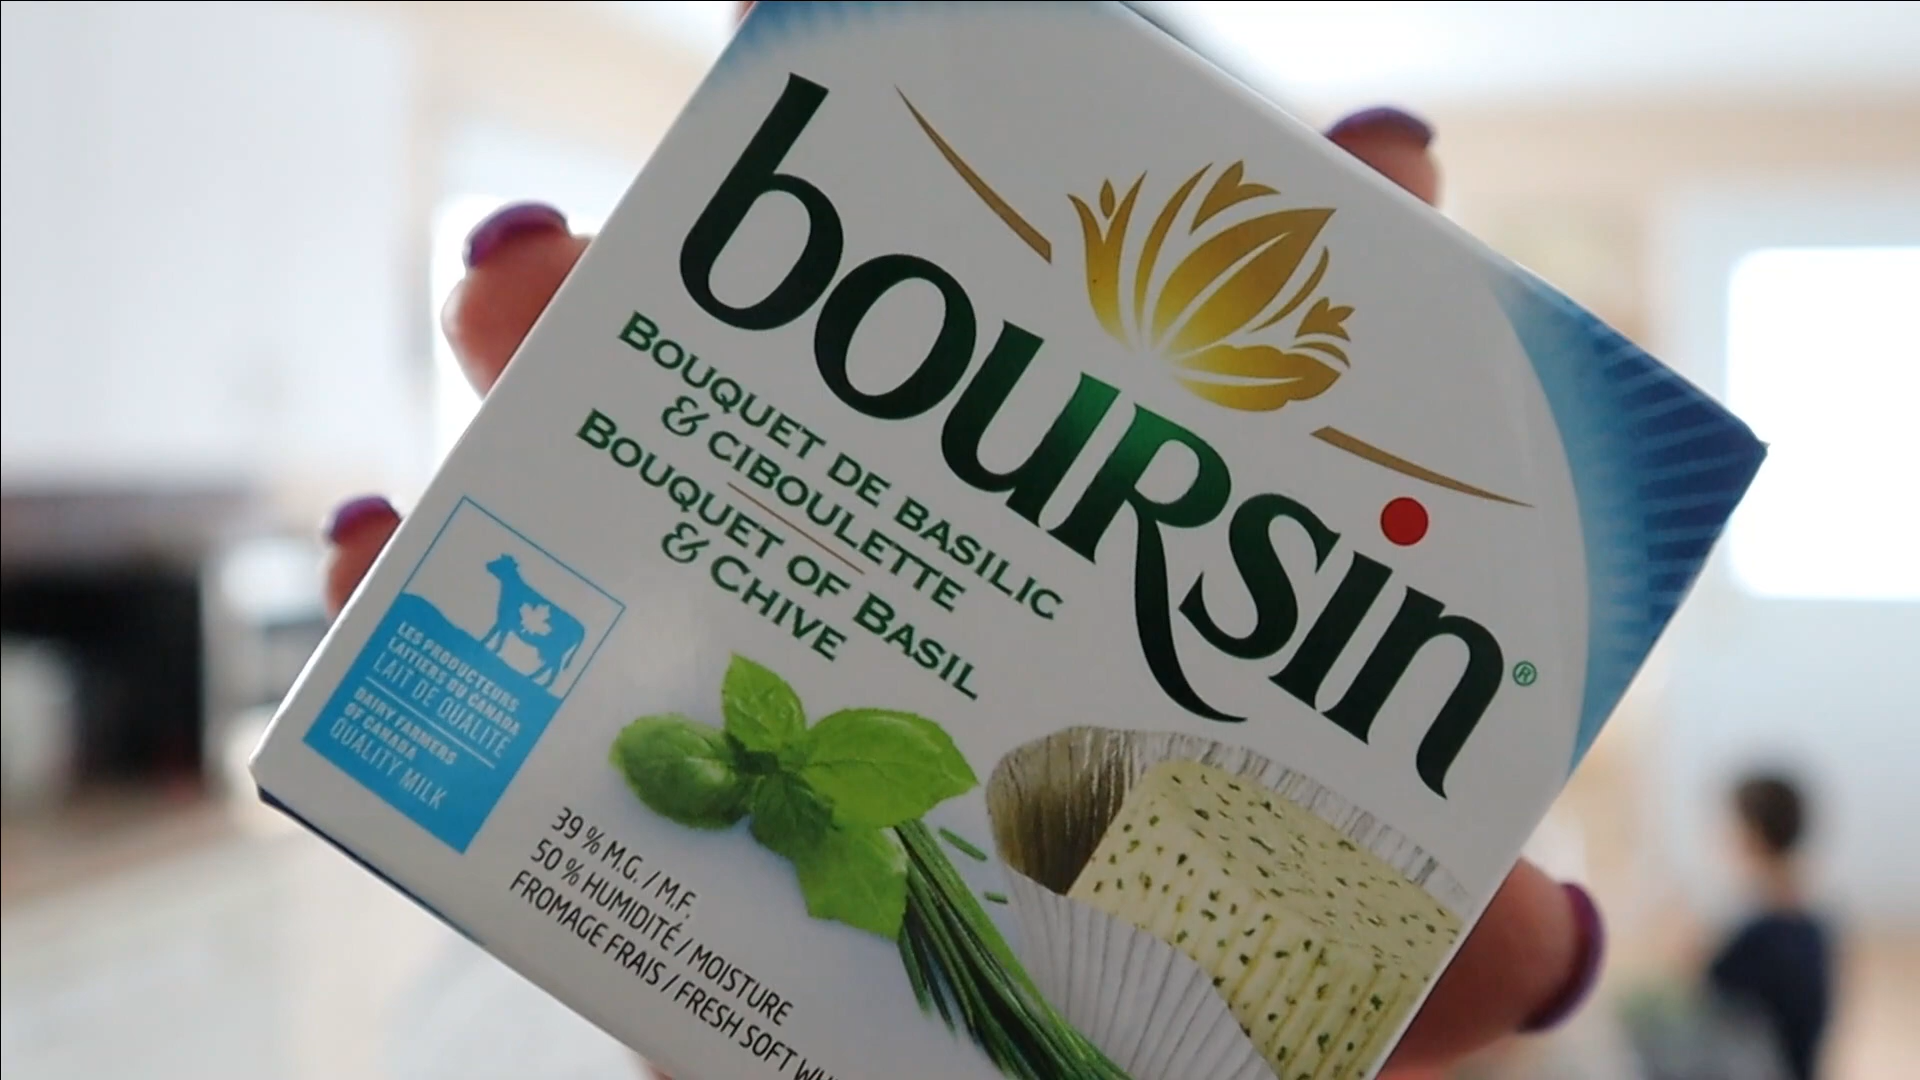 boursin®
BOUQUET DE BASILIC
& CIBOULETTE
BOUQUET OF BASIL
& CHIVE
LES PRODUCTEURS
LAITIERS DU CANADA
LAIT DE QUALITÉ
DAIRY FARMERS
OF CANADA
QUALITY MILK
39 % M.G. / M.F.
50 % HUMIDITÉ / MOISTURE
FROMAGE FRAIS / FRESH SOFT